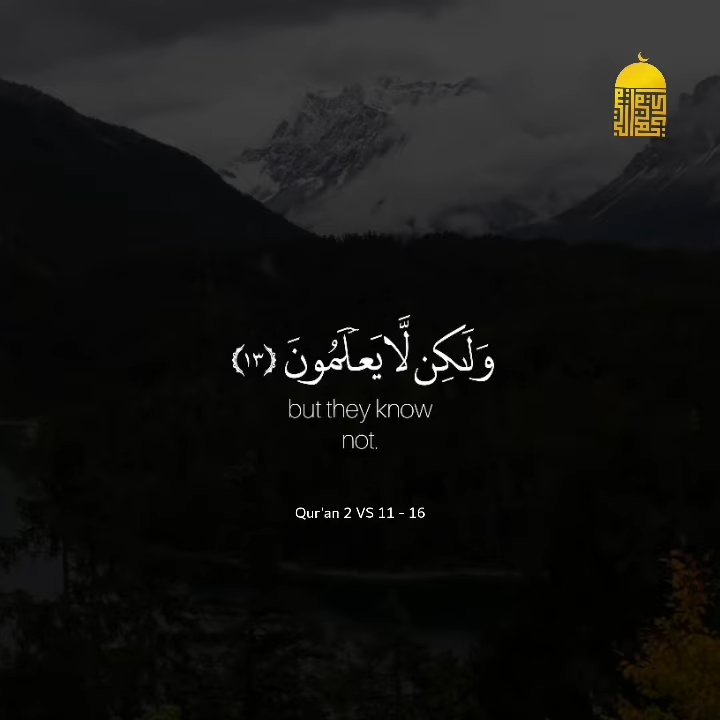 وَلَٰكِن لَّا يَعْلَمُونَ ﴿١٣﴾
but they know
not.
Qur'an 2 VS 11 - 16